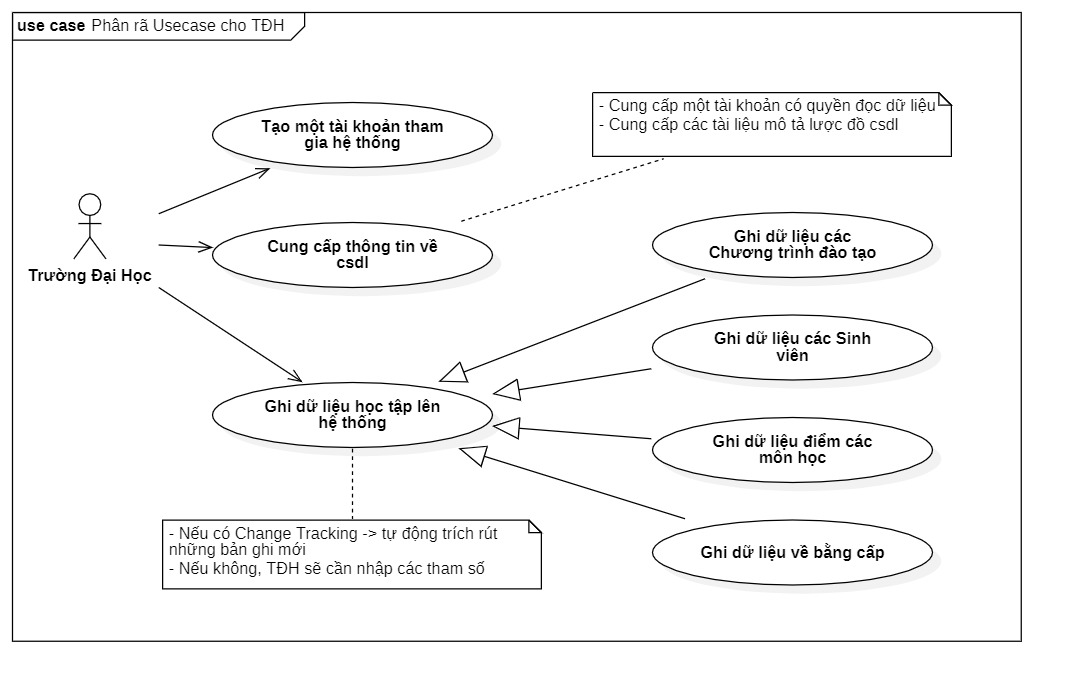 use case Phân rã Usecase cho TĐH
- Cung cấp một tài khoản có quyền đọc dữ liệu
- Cung cấp các tài liệu mô tả lược đồ csdl
Tạo một tài khoản tham
gia hệ thống
Trường Đại Học
Cung cấp thông tin về
csdl
Ghi dữ liệu các
Chương trình đào tạo
Ghi dữ liệu các Sinh
viên
Ghi dữ liệu học tập lên
hệ thống
Ghi dữ liệu điểm các
môn học
- Nếu có Change Tracking -> tự động trích rút
những bản ghi mới
- Nếu không, TĐH sẽ cần nhập các tham số
Ghi dữ liệu về bằng cấp